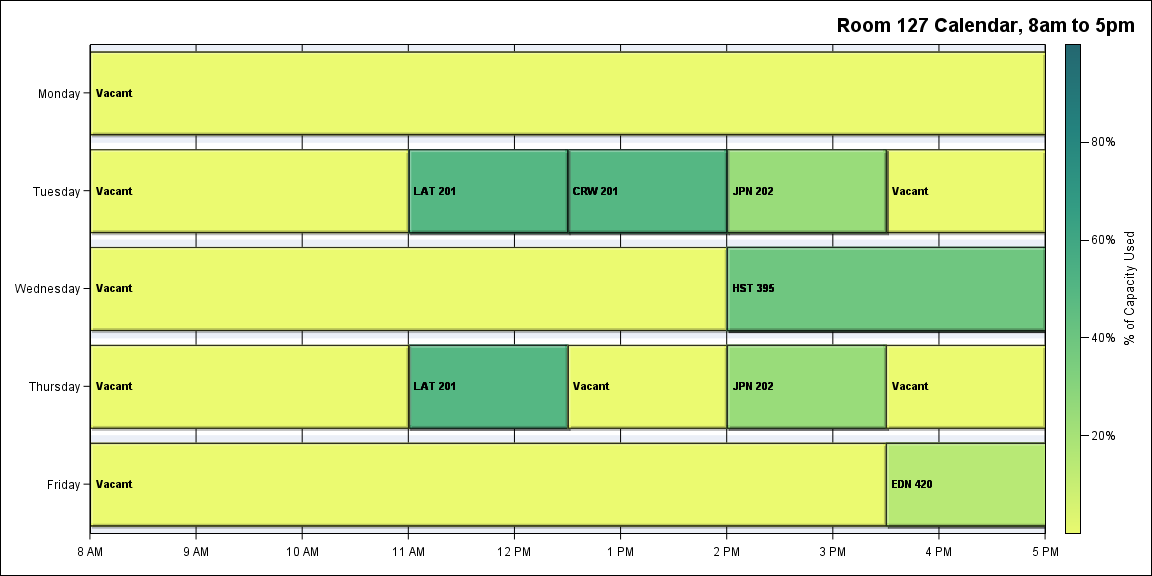 Room 127 Calendar, 8am to 5pm
Monday
Vacant
Tuesday
Vacant
LAT 201
CRW 201
JPN 202
Vacant
Wednesday
Vacant
HST 395
Thursday
Vacant
LAT 201
Vacant
JPN 202
Vacant
Friday
Vacant
EDN 420
8 AM
9 AM
10 AM
11 AM
12 PM
1 PM
2 PM
3 PM
4 PM
5 PM
80%
60%
40%
20%
% of Capacity Used